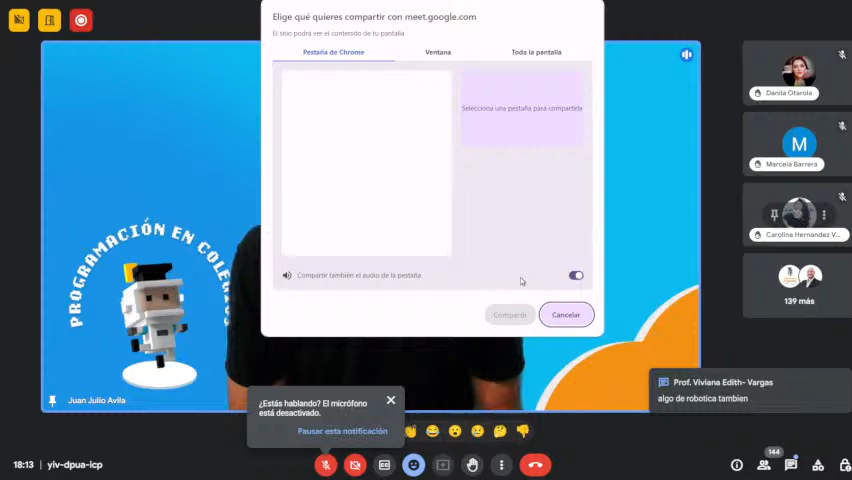 Elige qué quieres compartir con meet.google.com
El sitio podrá ver el contenido de tu pantalla
Pestaña de Chrome
Ventana
Toda la pantalla
Selecciona una pestaña para compartirla
Compartir también el audio de la pestaña
Compartir
Cancelar
PROGRAMACIÓN EN COLEGIOS
Juan Julio Avila
¿Estás hablando? El micrófono
está desactivado.
Pausar esta notificación
Danila Otarola
M
Marcela Barrera
Carolina Hernandez V...
139 más
Prof. Viviana Edith- Vargas
algo de robotica tambien
18:13
yiv-dpua-icp
144